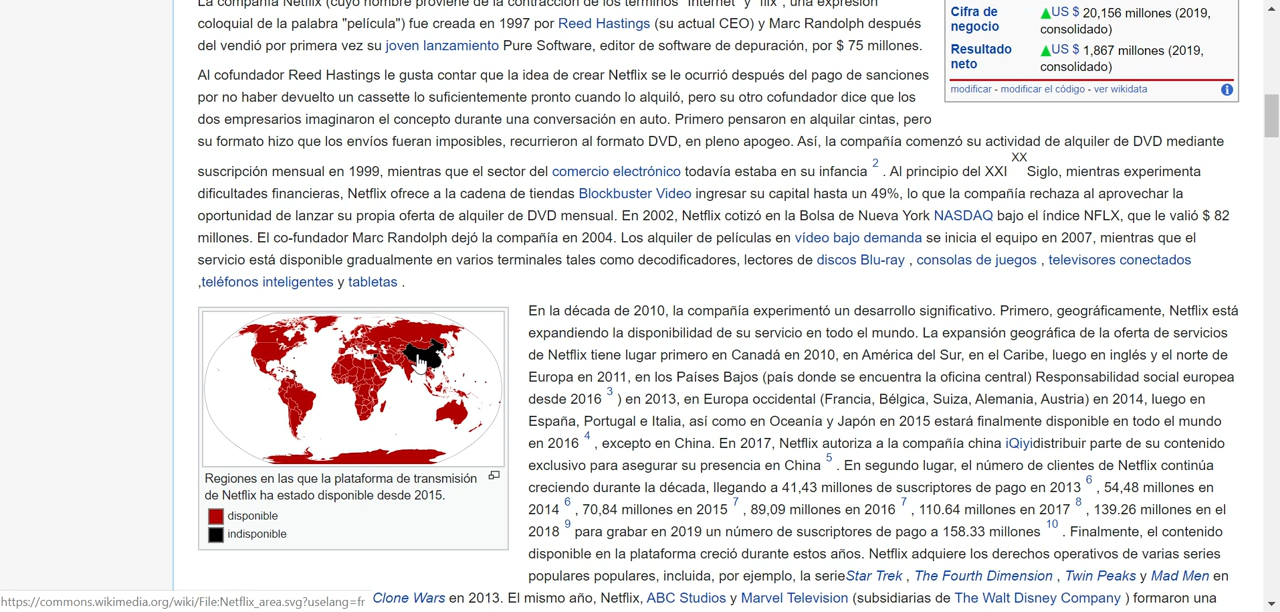 La compañía Netflix (cuyo nombre proviene de la contracción de los términos "Internet" y "flix", una expresión
coloquial de la palabra "película") fue creada en 1997 por Reed Hastings (su actual CEO) y Marc Randolph después
del vendió por primera vez su joven lanzamiento Pure Software, editor de software de depuración, por $ 75 millones.
Cifra de negocio
US $ 20,156 millones (2019, consolidado)
Resultado neto
US $ 1,867 millones (2019, consolidado)
modificar - modificar el código - ver wikidata
Al cofundador Reed Hastings le gusta contar que la idea de crear Netflix se le ocurrió después del pago de sanciones
por no haber devuelto un cassette lo suficientemente pronto cuando lo alquiló, pero su otro cofundador dice que los
dos empresarios imaginaron el concepto durante una conversación en auto. Primero pensaron en alquilar cintas, pero
su formato hizo que los envíos fueran imposibles, recurrieron al formato DVD, en pleno apogeo. Así, la compañía comenzó su actividad de alquiler de DVD mediante
suscripción mensual en 1999, mientras que el sector del comercio electrónico todavía estaba en su infancia 2 . Al principio del XXI XX Siglo, mientras experimenta
dificultades financieras, Netflix ofrece a la cadena de tiendas Blockbuster Video ingresar su capital hasta un 49%, lo que la compañía rechaza al aprovechar la
oportunidad de lanzar su propia oferta de alquiler de DVD mensual. En 2002, Netflix cotizó en la Bolsa de Nueva York NASDAQ bajo el índice NFLX, que le valió $ 82
millones. El co-fundador Marc Randolph dejó la compañía en 2004. Los alquiler de películas en vídeo bajo demanda se inicia el equipo en 2007, mientras que el
servicio está disponible gradualmente en varios terminales tales como decodificadores, lectores de discos Blu-ray , consolas de juegos , televisores conectados
,teléfonos inteligentes y tabletas .
En la década de 2010, la compañía experimentó un desarrollo significativo. Primero, geográficamente, Netflix está
expandiendo la disponibilidad de su servicio en todo el mundo. La expansión geográfica de la oferta de servicios
de Netflix tiene lugar primero en Canadá en 2010, en América del Sur, en el Caribe, luego en inglés y el norte de
Europa en 2011, en los Países Bajos (país donde se encuentra la oficina central) Responsabilidad social europea
desde 2016 3 ) en 2013, en Europa occidental (Francia, Bélgica, Suiza, Alemania, Austria) en 2014, luego en
España, Portugal e Italia, así como en Oceanía y Japón en 2015 estará finalmente disponible en todo el mundo
en 2016 4 , excepto en China. En 2017, Netflix autoriza a la compañía china iQiyidistribuir parte de su contenido
exclusivo para asegurar su presencia en China 5 . En segundo lugar, el número de clientes de Netflix continúa
creciendo durante la década, llegando a 41,43 millones de suscriptores de pago en 2013 6 , 54,48 millones en
2014 6 , 70,84 millones en 2015 7 , 89,09 millones en 2016 7 , 110.64 millones en 2017 8 , 139.26 millones en el
2018 9 para grabar en 2019 un número de suscriptores de pago a 158.33 millones 10 . Finalmente, el contenido
disponible en la plataforma creció durante estos años. Netflix adquiere los derechos operativos de varias series
populares populares, incluida, por ejemplo, la serieStar Trek , The Fourth Dimension , Twin Peaks y Mad Men en
Clone Wars en 2013. El mismo año, Netflix, ABC Studios y Marvel Television (subsidiarias de The Walt Disney Company ) formaron una
Regiones en las que la plataforma de transmisión
de Netflix ha estado disponible desde 2015.
disponible
indisponible
https://commons.wikimedia.org/wiki/File:Netflix_area.svg?uselang=fr